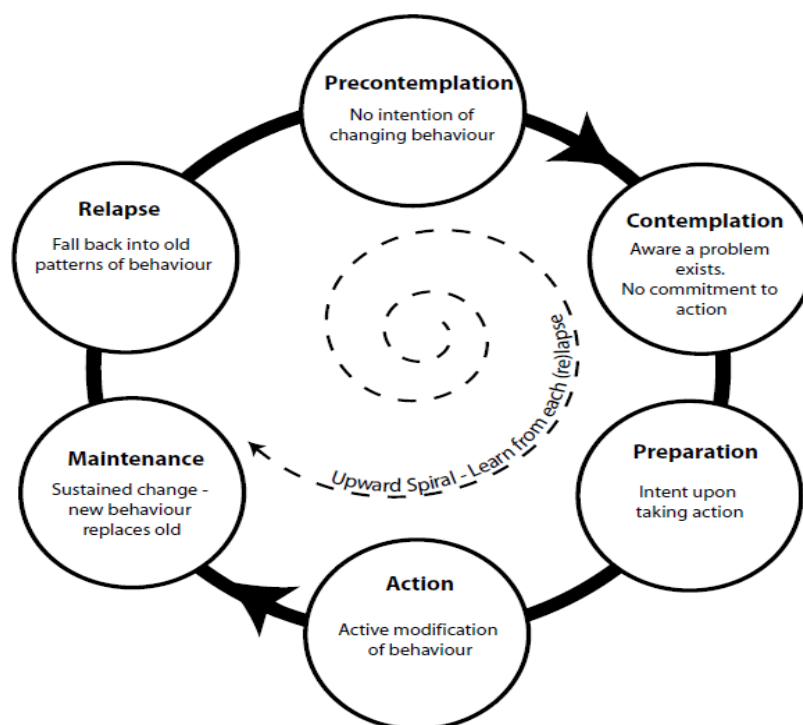 Precontemplation
No intention of
changing behaviour
Contemplation
Aware a problem
exists.
No commitment to
action
Preparation
Intent upon
taking action
Action
Active modification
of behaviour
Maintenance
Sustained change -
new behaviour
replaces old
Relapse
Fall back into old
patterns of behaviour
Upward Spiral - Learn from each (re)lapse